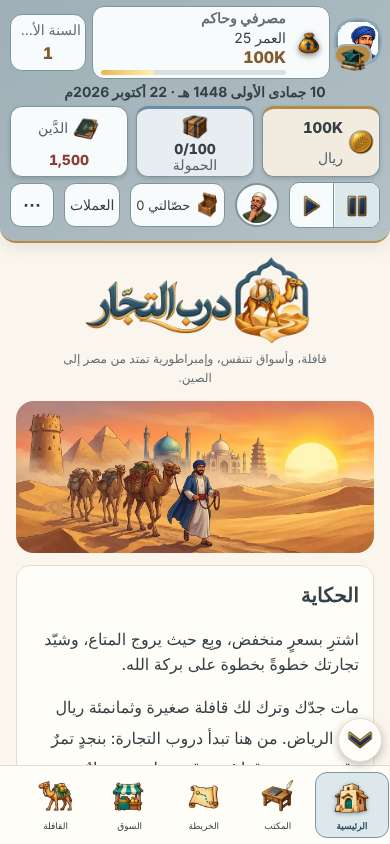 مصرفي وحاكم
العمر 25
100K
السنة الأ...
1
10 جمادى الأولى 1448 هـ · 22 أكتوبر 2026م
100K
ريال
0/100
الحمولة
الدَّين
1,500
حصّالتي 0
العملات
...
درب التجّار
قافلة، وأسواق تتنفس، وإمبراطورية تمتد من مصر إلى
الصين.
الحكاية
اشترِ بسعرٍ منخفض، وبِع حيث يروج المتاع، وشيّد
تجارتك خطوةً بخطوة على بركة الله.
مات جدّك وترك لك قافلة صغيرة وثمانمئة ريال
الرياض. من هنا تبدأ دروب التجارة: بنجدٍ تمرٌ
الرئيسية
المكتب
الخريطة
السوق
القافلة